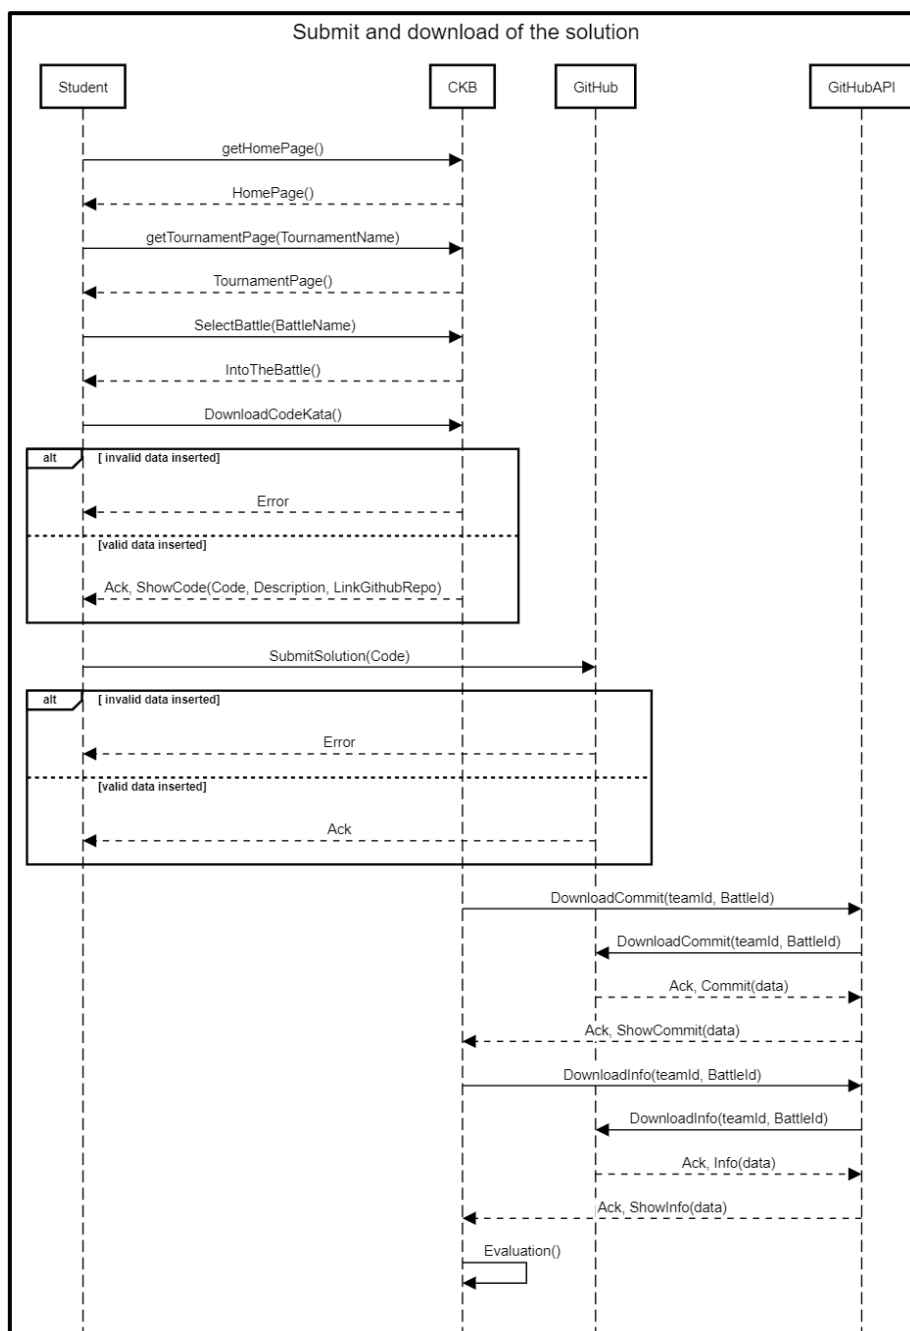 Submit and download of the solution
Student
CKB
GitHub
GitHubAPI
getHomePage()
HomePage()
getTournamentPage(TournamentName)
TournamentPage()
SelectBattle(BattleName)
IntoTheBattle()
DownloadCodeKata()
alt
[ invalid data inserted]
Error
[valid data inserted]
Ack, ShowCode(Code, Description, LinkGithubRepo)
SubmitSolution(Code)
alt
[ invalid data inserted]
Error
[valid data inserted]
Ack
DownloadCommit(teamId, BattleId)
DownloadCommit(teamId, BattleId)
Ack, Commit(data)
Ack, ShowCommit(data)
DownloadInfo(teamId, BattleId)
DownloadInfo(teamId, BattleId)
Ack, Info(data)
Ack, ShowInfo(data)
Evaluation()